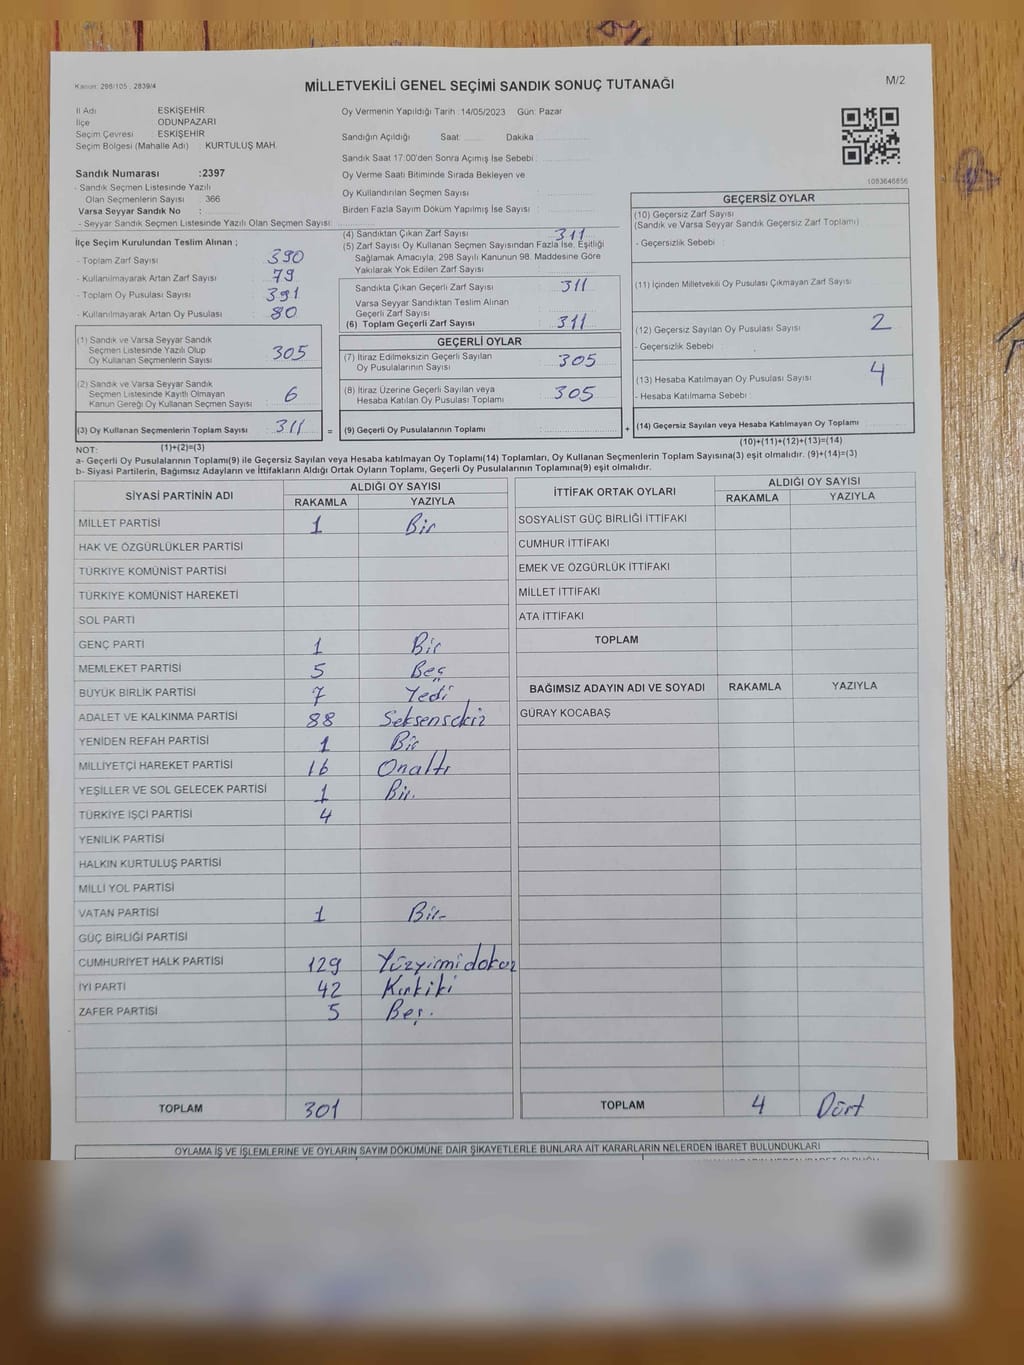 Kanun: 298/105 , 2839/4
MİLLETVEKİLİ GENEL SEÇİMİ SANDIK SONUÇ TUTANAĞI
M/2
İl Adı ESKİŞEHİR
İlçe ODUNPAZARI
Seçim Çevresi : ESKİŞEHİR
Seçim Bölgesi (Mahalle Adı) : KURTULUŞ MAH.
Oy Vermenin Yapıldığı Tarih :14/05/2023 Gün: Pazar
Sandığın Açıldığı Saat: Dakika :
Sandık Saat 17:00'den Sonra Açımış İse Sebebi :
Oy Verme Saati Bitiminde Sırada Bekleyen ve
Oy Kullandırılan Seçmen Sayısı :
Birden Fazla Sayım Döküm Yapılmış İse Sayısı :
1083646856
Sandık Numarası :2397
- Sandık Seçmen Listesinde Yazılı
Olan Seçmenlerin Sayısı : 366
Varsa Seyyar Sandık No :
- Seyyar Sandık Seçmen Listesinde Yazılı Olan Seçmen Sayısı:
İlçe Seçim Kurulundan Teslim Alınan ;
- Toplam Zarf Sayısı : 390
- Kullanılmayarak Artan Zarf Sayısı : 79
- Toplam Oy Pusulası Sayısı : 391
- Kullanılmayarak Artan Oy Pusulası : 80
(1) Sandık ve Varsa Seyyar Sandık
Seçmen Listesinde Yazılı Olup
Oy Kullanan Seçmenlerin Sayısı : 305
(2) Sandık ve Varsa Seyyar Sandık
Seçmen Listesinde Kayıtlı Olmayan
Kanun Gereği Oy Kullanan Seçmen Sayısı : 6
(3) Oy Kullanan Seçmenlerin Toplam Sayısı : 311
(1)+(2)=(3)
(4) Sandıktan Çıkan Zarf Sayısı : 311
(5) Zarf Sayısı Oy Kullanan Seçmen Sayısından Fazla İse, Eşitliği
Sağlamak Amacıyla; 298 Sayılı Kanunun 98. Maddesine Göre
Yakılarak Yok Edilen Zarf Sayısı :
Sandıkta Çıkan Geçerli Zarf Sayısı : 311
Varsa Seyyar Sandıktan Teslim Alınan
Geçerli Zarf Sayısı :
(6) Toplam Geçerli Zarf Sayısı : 311
GEÇERLİ OYLAR
(7) İtiraz Edilmeksizin Geçerli Sayılan
Oy Pusulalarının Sayısı : 305
(8) İtiraz Üzerine Geçerli Sayılan veya
Hesaba Katılan Oy Pusulası Toplamı : 305
= (9) Geçerli Oy Pusulalarının Toplamı :
GEÇERSİZ OYLAR
(10) Geçersiz Zarf Sayısı
(Sandık ve Varsa Seyyar Sandık Geçersiz Zarf Toplamı) :
- Geçersizlik Sebebi :
(11) İçinden Milletvekili Oy Pusulası Çıkmayan Zarf Sayısı :
(12) Geçersiz Sayılan Oy Pusulası Sayısı : 2
- Geçersizlik Sebebi :
(13) Hesaba Katılmayan Oy Pusulası Sayısı : 4
- Hesaba Katılmama Sebebi :
+ (14) Geçersiz Sayılan veya Hesaba Katılmayan Oy Toplamı :
(10)+(11)+(12)+(13)=(14)
NOT:
a- Geçerli Oy Pusulalarının Toplamı(9) ile Geçersiz Sayılan veya Hesaba katılmayan Oy Toplamı(14) Toplamları, Oy Kullanan Seçmenlerin Toplam Sayısına(3) eşit olmalıdır. (9)+(14)=(3)
b- Siyasi Partilerin, Bağımsız Adayların ve İttifakların Aldığı Ortak Oyların Toplamı, Geçerli Oy Pusulalarının Toplamına(9) eşit olmalıdır.
SİYASİ PARTİNİN ADI ALDIĞI OY SAYISI
RAKAMLA YAZIYLA
MİLLET PARTİSİ 1 Bir
HAK VE ÖZGÜRLÜKLER PARTİSİ
TÜRKİYE KOMÜNİST PARTİSİ
TÜRKİYE KOMÜNİST HAREKETİ
SOL PARTİ
GENÇ PARTİ 1 Bir
MEMLEKET PARTİSİ 5 Beş
BÜYÜK BİRLİK PARTİSİ 7 Yedi
ADALET VE KALKINMA PARTİSİ 88 Seksensekiz
YENİDEN REFAH PARTİSİ 1 Bir
MİLLİYETÇİ HAREKET PARTİSİ 16 Onaltı
YEŞİLLER VE SOL GELECEK PARTİSİ 1 Bir.
TÜRKİYE İŞÇİ PARTİSİ 4
YENİLİK PARTİSİ
HALKIN KURTULUŞ PARTİSİ
MİLLİ YOL PARTİSİ
VATAN PARTİSİ 1 Bir-
GÜÇ BİRLİĞİ PARTİSİ
CUMHURİYET HALK PARTİSİ 129 Yüzyirmidokuz
İYİ PARTİ 42 Kırkiki
ZAFER PARTİSİ 5 Beş.
TOPLAM 301
İTTİFAK ORTAK OYLARI ALDIĞI OY SAYISI
RAKAMLA YAZIYLA
SOSYALİST GÜÇ BİRLİĞİ İTTİFAKI
CUMHUR İTTİFAKI
EMEK VE ÖZGÜRLÜK İTTİFAKI
MİLLET İTTİFAKI
ATA İTTİFAKI
TOPLAM
BAĞIMSIZ ADAYIN ADI VE SOYADI RAKAMLA YAZIYLA
GÜRAY KOCABAŞ
TOPLAM 4 Dört
OYLAMA İŞ VE İŞLEMLERİNE VE OYLARIN SAYIM DÖKÜMÜNE DAİR ŞİKAYETLERLE BUNLARA AİT KARARLARIN NELERDEN İBARET BULUNDUKLARI